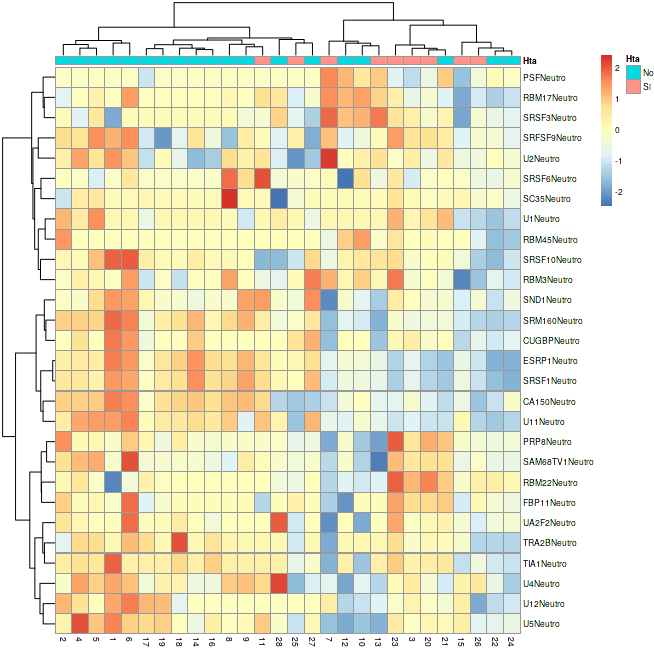 Hta
PSFNeutro
RBM17Neutro
SRSF3Neutro
SRFSF9Neutro
U2Neutro
SRSF6Neutro
SC35Neutro
U1Neutro
RBM45Neutro
SRSF10Neutro
RBM3Neutro
SND1Neutro
SRM160Neutro
CUGBPNeutro
ESRP1Neutro
SRSF1Neutro
CA150Neutro
U11Neutro
PRP8Neutro
SAM68TV1Neutro
RBM22Neutro
FBP11Neutro
UA2F2Neutro
TRA2BNeutro
TIA1Neutro
U4Neutro
U12Neutro
U5Neutro
2 4 5 1 6 17 19 18 14 16 8 9 11 28 25 27 7 12 10 13 23 3 20 21 15 26 22 24
2
1
0
-1
-2
Hta
No
Si